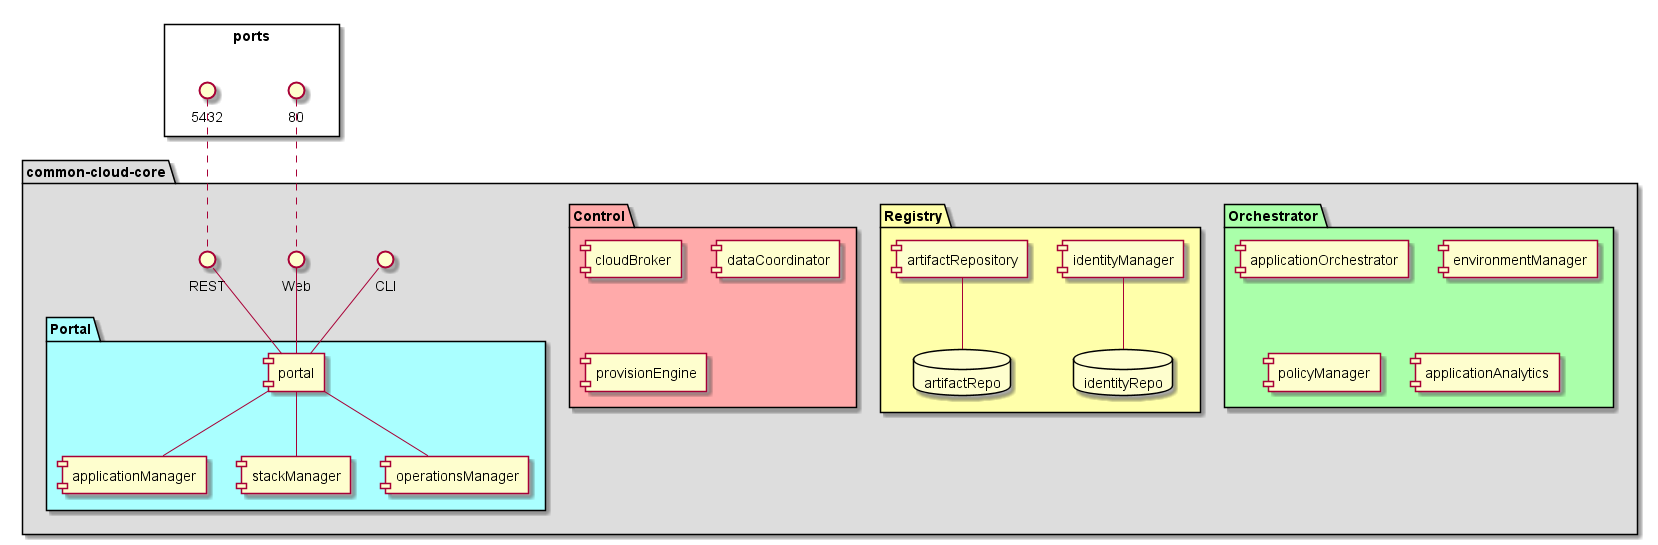 ports
5432
80
common-cloud-core
REST
Web
CLI
Portal
portal
applicationManager
stackManager
operationsManager
Control
cloudBroker
dataCoordinator
provisionEngine
Registry
artifactRepository
identityManager
artifactRepo
identityRepo
Orchestrator
applicationOrchestrator
environmentManager
policyManager
applicationAnalytics